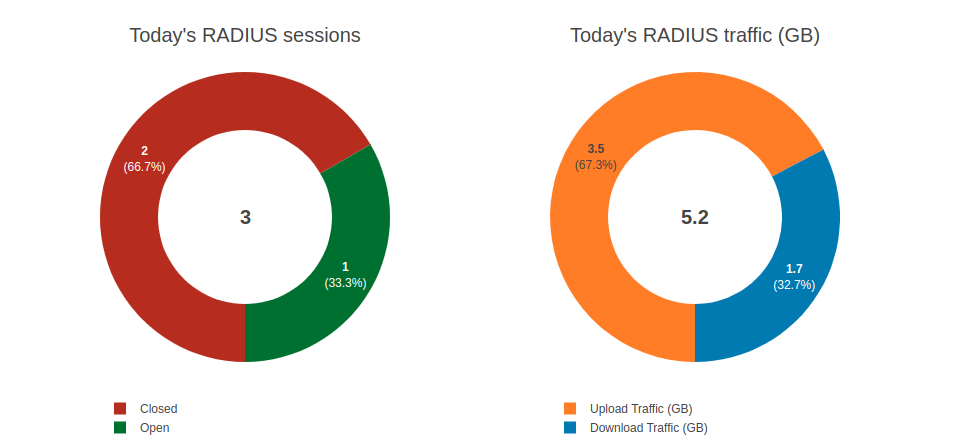 Today's RADIUS sessions
2
(66.7%)
3
1
(33.3%)
Closed
Open
Today's RADIUS traffic (GB)
3.5
(67.3%)
5.2
1.7
(32.7%)
Upload Traffic (GB)
Download Traffic (GB)